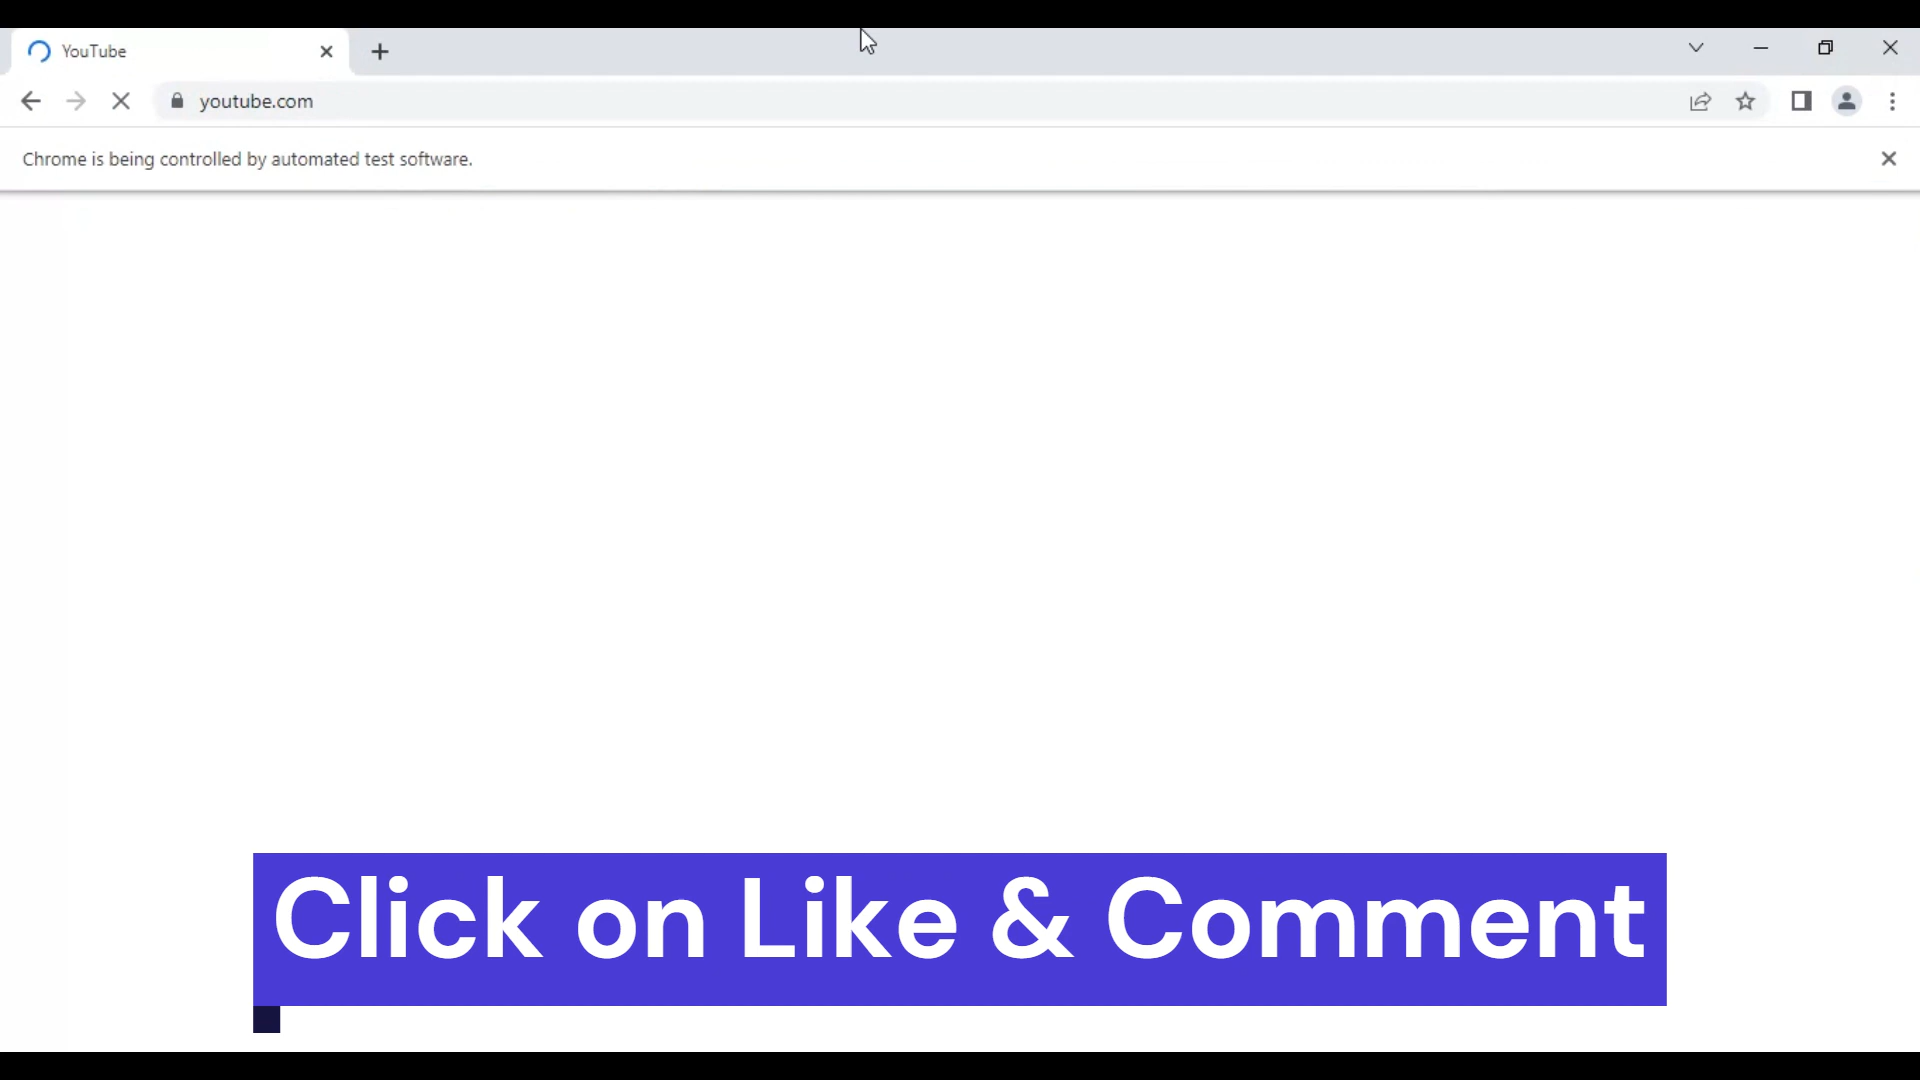 YouTube
youtube.com
Chrome is being controlled by automated test software.
Click on Like & Comment